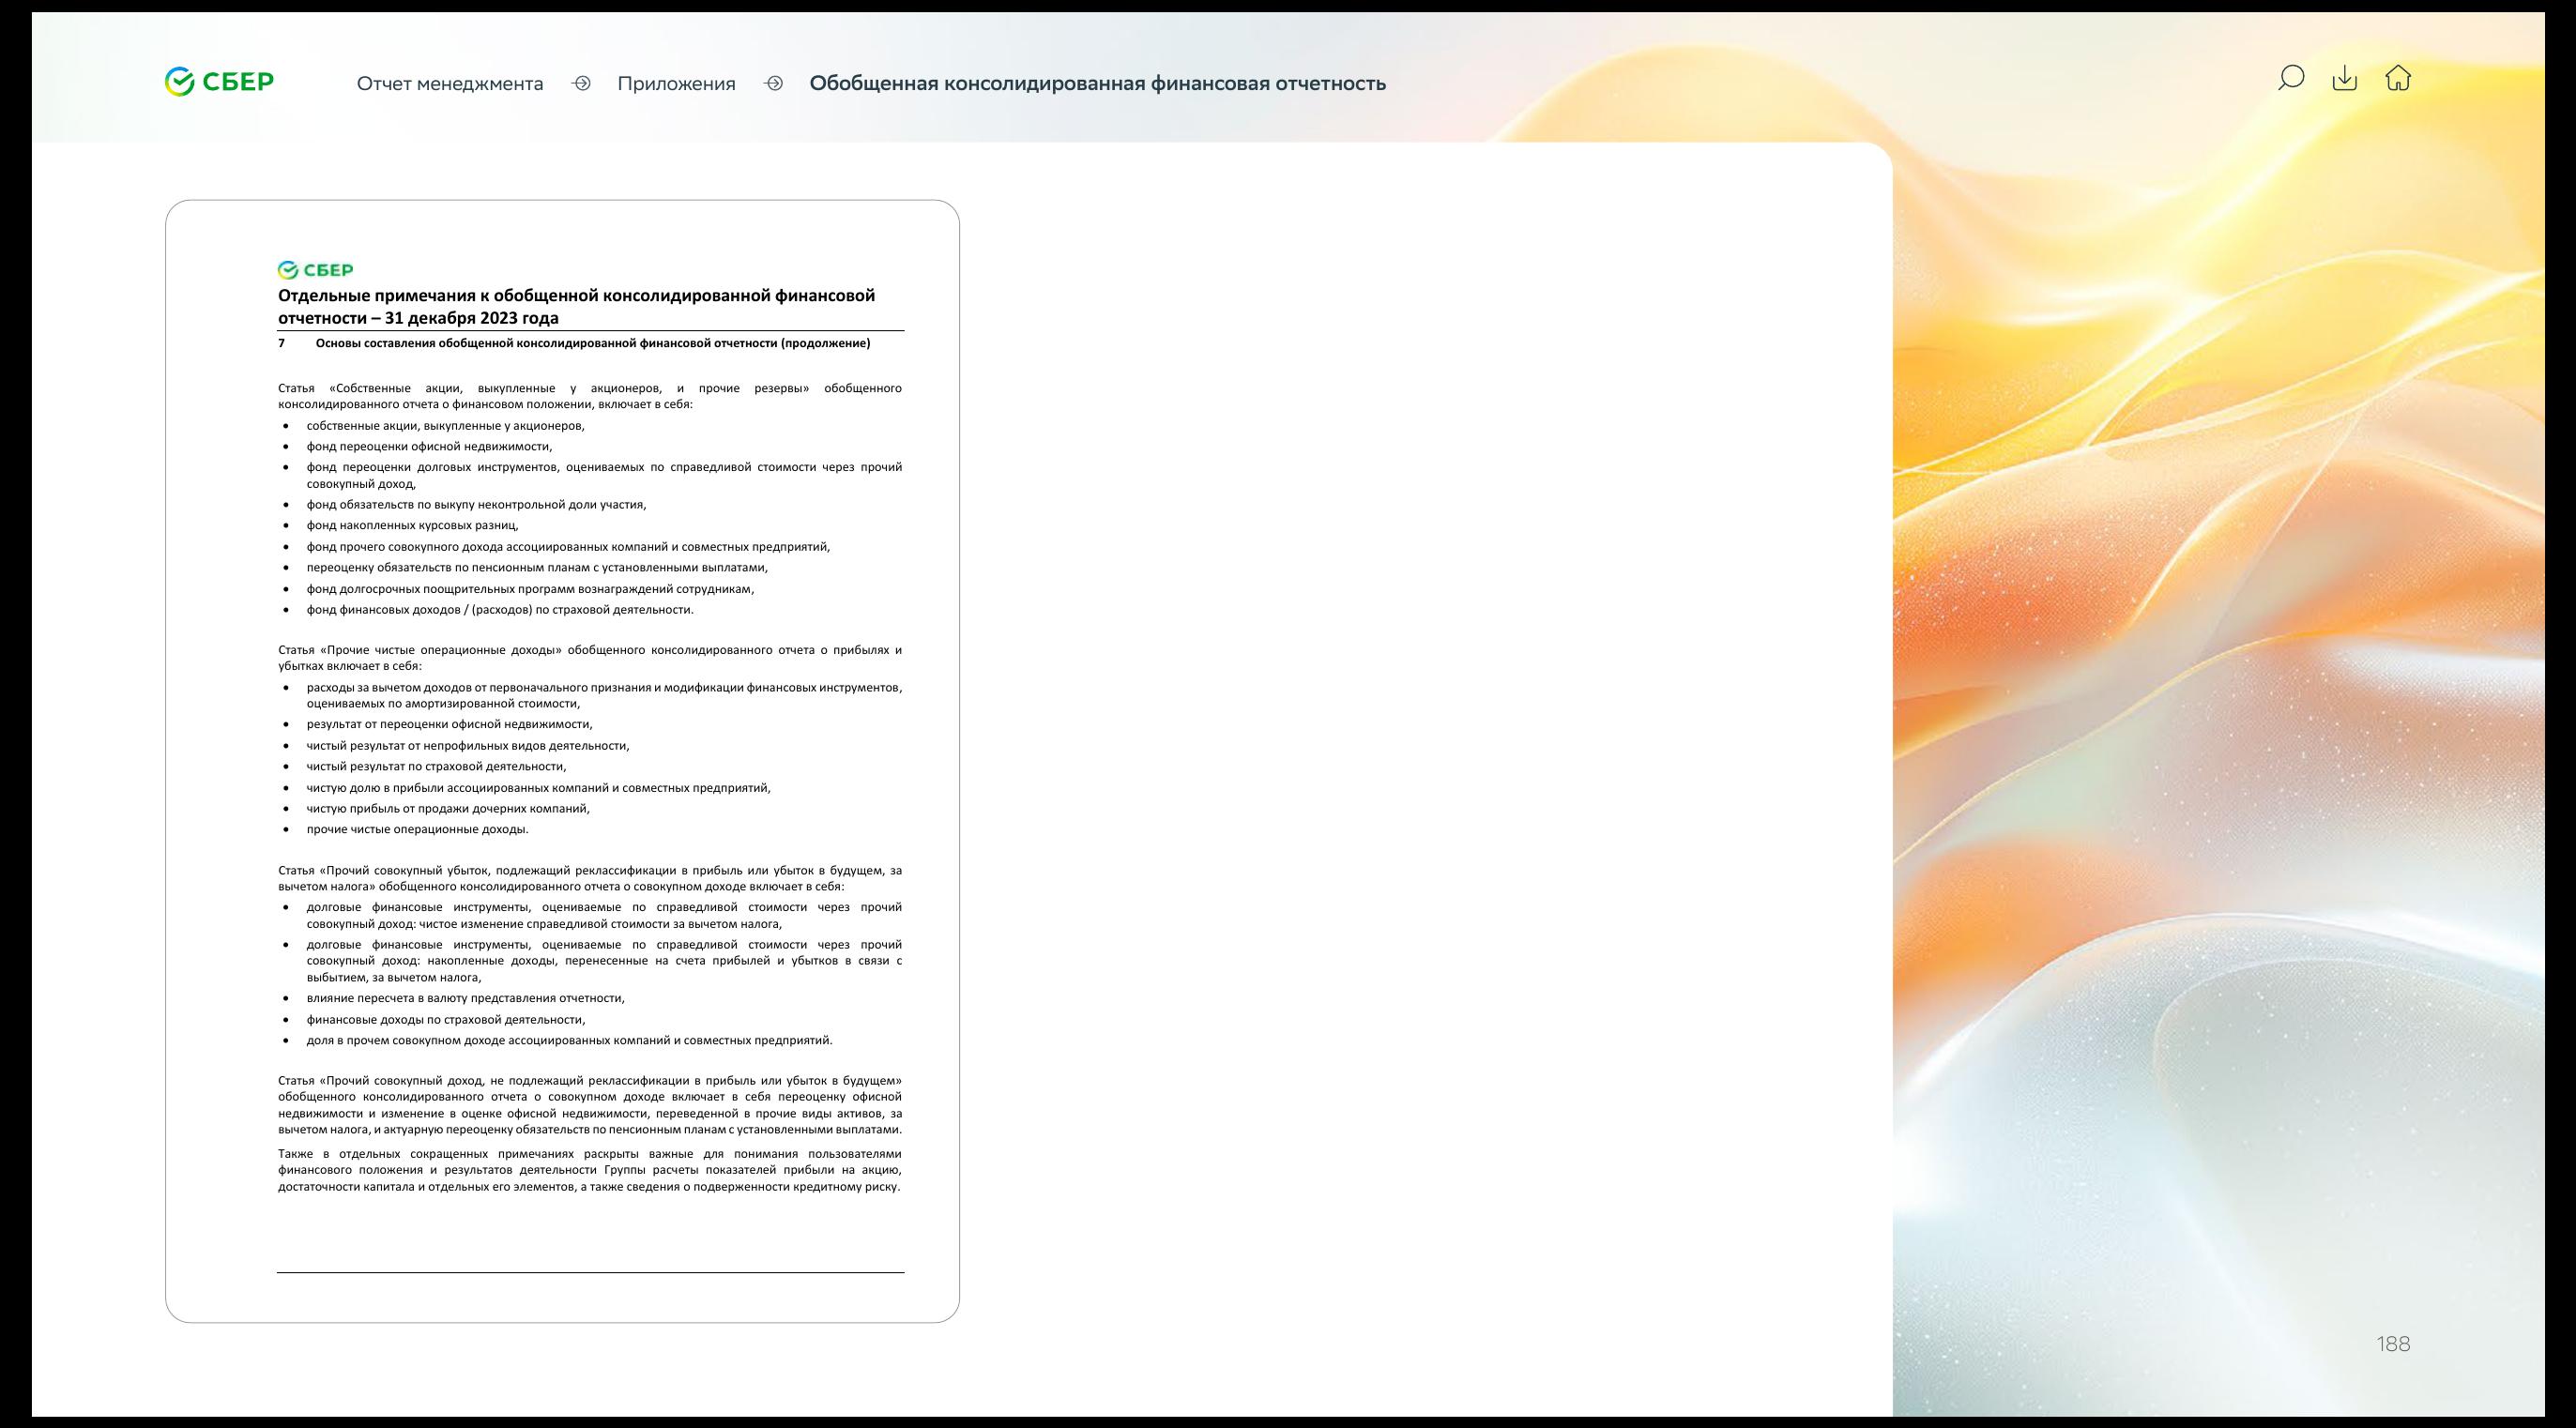 СБЕР
Отчет менеджмента
Приложения
Обобщенная консолидированная финансовая отчетность
СБЕР
Отдельные примечания к обобщенной консолидированной финансовой
отчетности – 31 декабря 2023 года
7 Основы составления обобщенной консолидированной финансовой отчетности (продолжение)
Статья «Собственные акции, выкупленные у акционеров, и прочие резервы» обобщенного
консолидированного отчета о финансовом положении, включает в себя:
• собственные акции, выкупленные у акционеров,
• фонд переоценки офисной недвижимости,
• фонд переоценки долговых инструментов, оцениваемых по справедливой стоимости через прочий
совокупный доход,
• фонд обязательств по выкупу неконтрольной доли участия,
• фонд накопленных курсовых разниц,
• фонд прочего совокупного дохода ассоциированных компаний и совместных предприятий,
• переоценку обязательств по пенсионным планам с установленными выплатами,
• фонд долгосрочных поощрительных программ вознаграждений сотрудникам,
• фонд финансовых доходов / (расходов) по страховой деятельности.
Статья «Прочие чистые операционные доходы» обобщенного консолидированного отчета о прибылях и
убытках включает в себя:
• расходы за вычетом доходов от первоначального признания и модификации финансовых инструментов,
оцениваемых по амортизированной стоимости,
• результат от переоценки офисной недвижимости,
• чистый результат от непрофильных видов деятельности,
• чистый результат по страховой деятельности,
• чистую долю в прибыли ассоциированных компаний и совместных предприятий,
• чистую прибыль от продажи дочерних компаний,
• прочие чистые операционные доходы.
Статья «Прочий совокупный убыток, подлежащий реклассификации в прибыль или убыток в будущем, за
вычетом налога» обобщенного консолидированного отчета о совокупном доходе включает в себя:
• долговые финансовые инструменты, оцениваемые по справедливой стоимости через прочий
совокупный доход: чистое изменение справедливой стоимости за вычетом налога,
• долговые финансовые инструменты, оцениваемые по справедливой стоимости через прочий
совокупный доход: накопленные доходы, перенесенные на счета прибылей и убытков в связи с
выбытием, за вычетом налога,
• влияние пересчета в валюту представления отчетности,
• финансовые доходы по страховой деятельности,
• доля в прочем совокупном доходе ассоциированных компаний и совместных предприятий.
Статья «Прочий совокупный доход, не подлежащий реклассификации в прибыль или убыток в будущем»
обобщенного консолидированного отчета о совокупном доходе включает в себя переоценку офисной
недвижимости и изменение в оценке офисной недвижимости, переведенной в прочие виды активов, за
вычетом налога, и актуарную переоценку обязательств по пенсионным планам с установленными выплатами.
Также в отдельных сокращенных примечаниях раскрыты важные для понимания пользователями
финансового положения и результатов деятельности Группы расчеты показателей прибыли на акцию,
достаточности капитала и отдельных его элементов, а также сведения о подверженности кредитному риску.
188